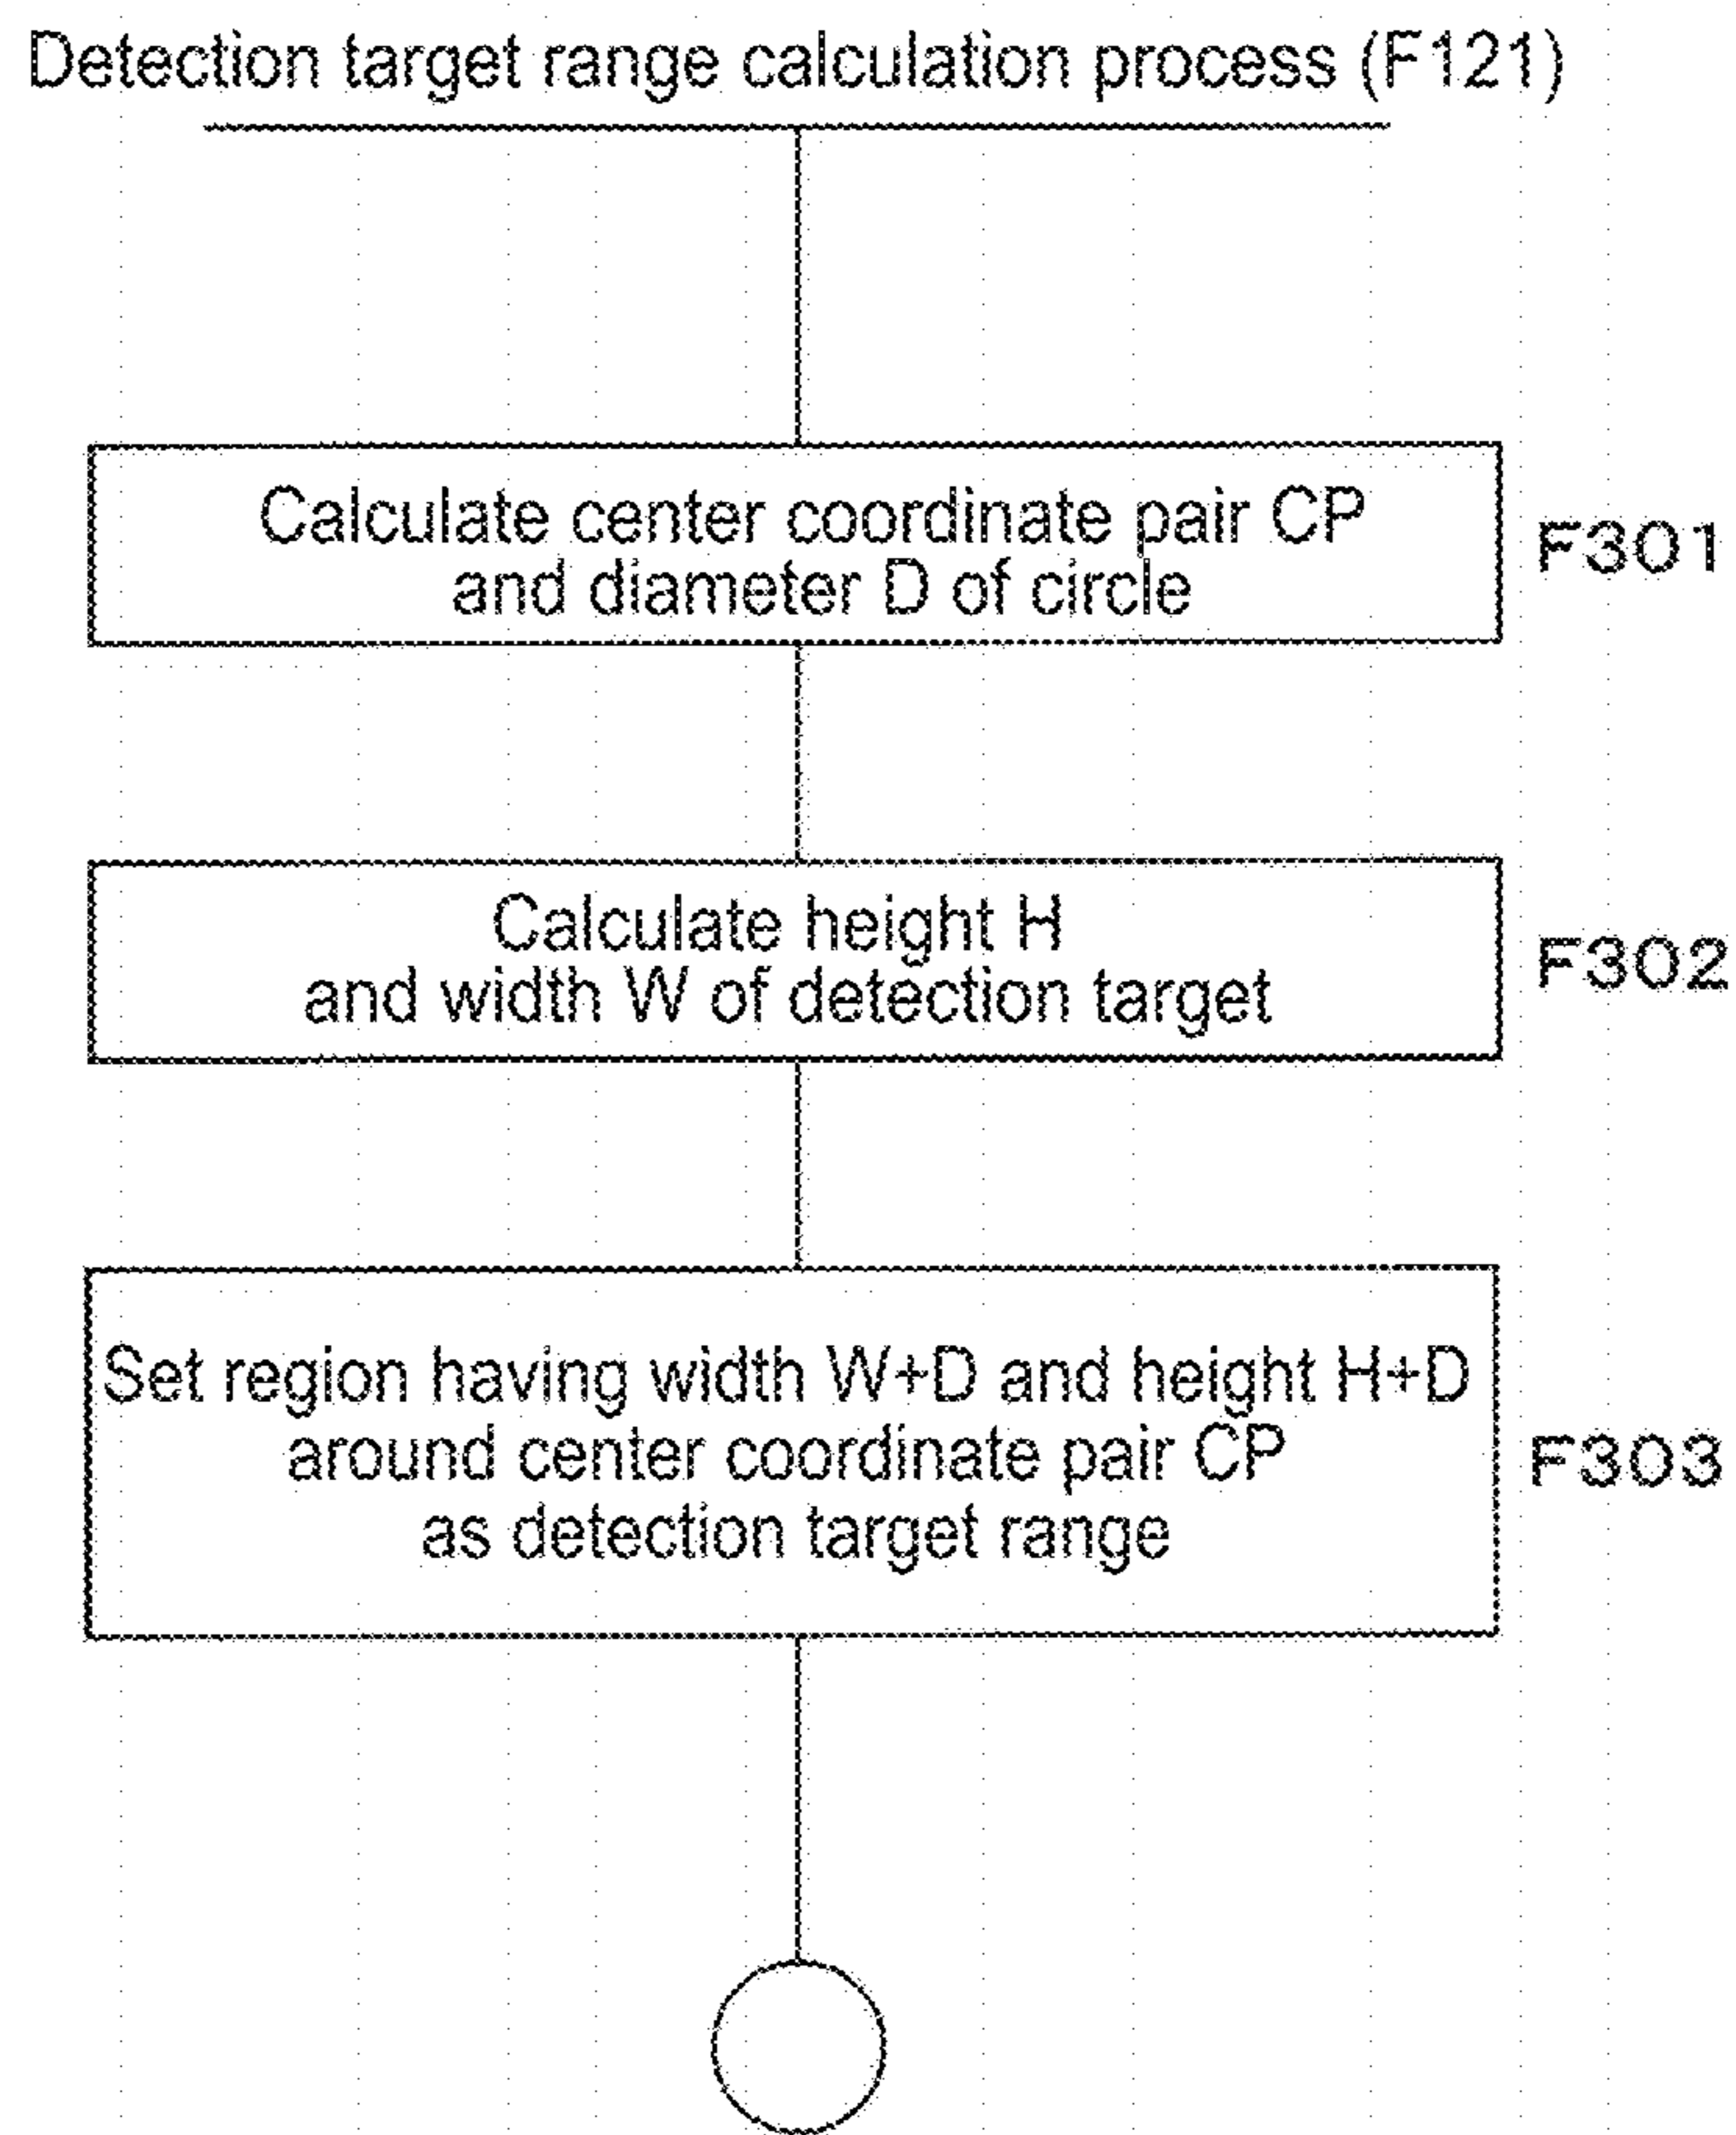 Detection target range calculation process (F121)
Calculate center coordinate pair CP
and diameter D of circle
F301
Calculate height H
and width W of detection target
F302
Set region having width W+D and height H+D
around center coordinate pair CP
as detection target range
F303